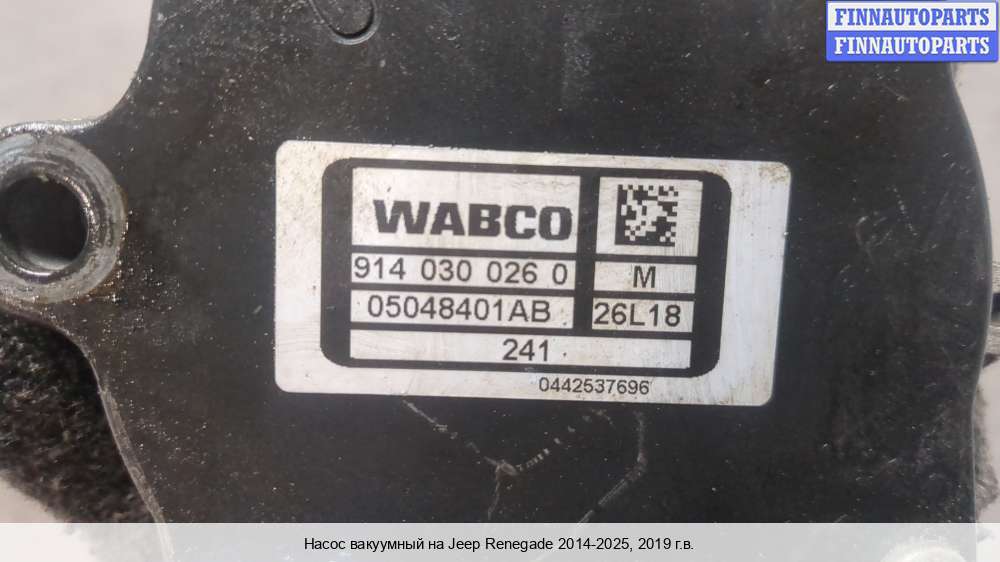 FINNAUTOPARTS
FINNAUTOPARTS
WABCO
914 030 026 0
M
05048401AB
26L18
241
0442537696
Насос вакуумный на Jeep Renegade 2014-2025, 2019 г.в.